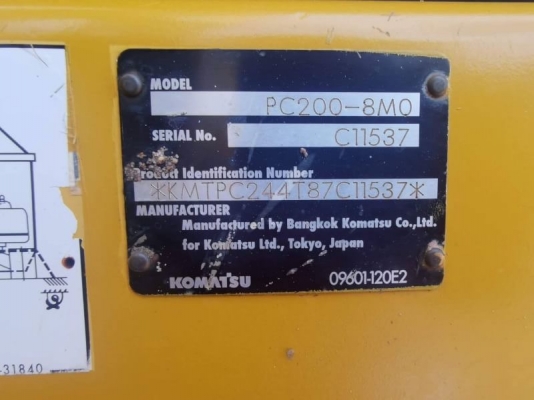 MODEL
PC200-8M0
SERIAL No.
C11537
Product Identification Number
*KMTPC244T87C11537*
MANUFACTURER
Manufactured by Bangkok Komatsu Co.,Ltd.
for Komatsu Ltd., Tokyo, Japan
KOMATSU
09601-120E2
-31840